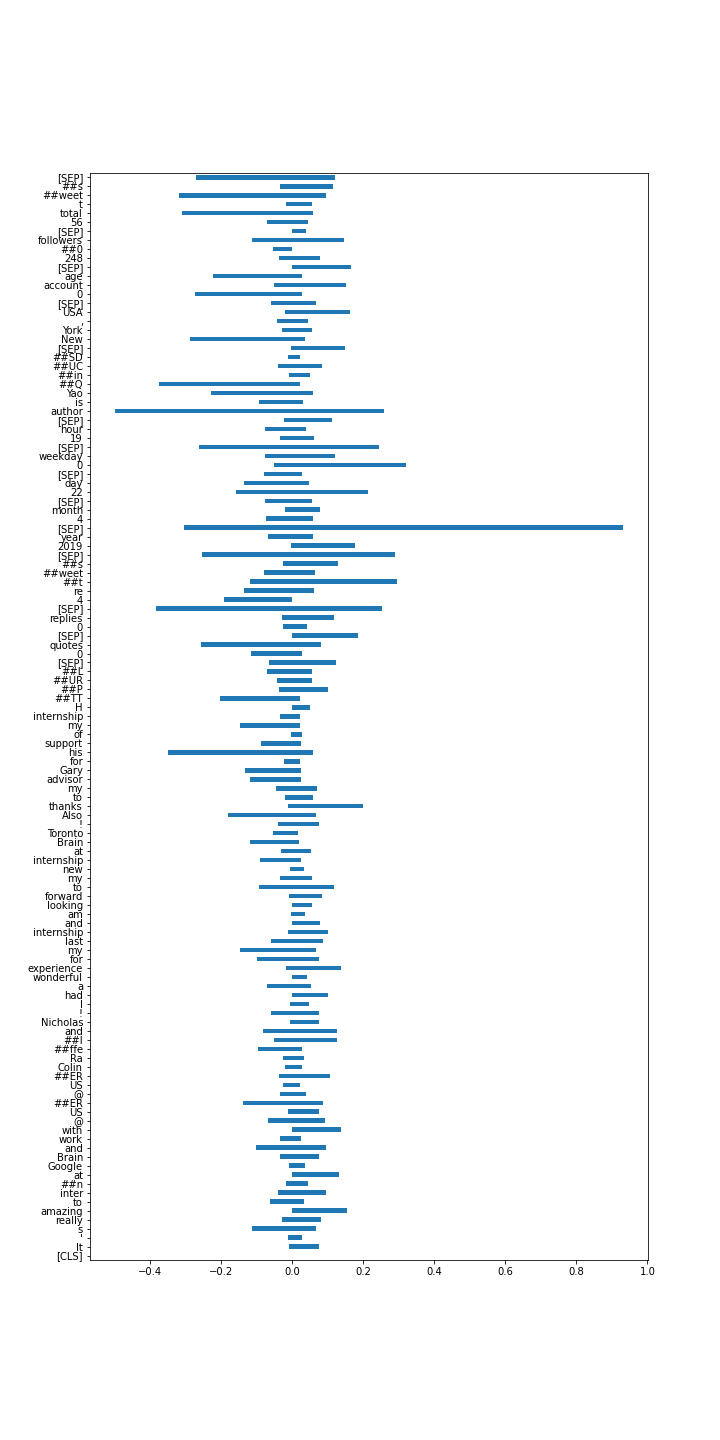 [SEP]
##s
##weet
t
total
56
[SEP]
followers
##0
248
[SEP]
age
account
0
[SEP]
USA
,
York
New
[SEP]
##SD
##UC
##in
##Q
Yao
is
author
[SEP]
hour
19
[SEP]
weekday
0
[SEP]
day
22
[SEP]
month
4
[SEP]
year
2019
[SEP]
##s
##weet
##t
re
4
[SEP]
replies
0
[SEP]
quotes
0
[SEP]
##L
##UR
##P
##TT
H
internship
my
of
support
his
for
Gary
advisor
my
to
thanks
Also
!
Toronto
Brain
at
internship
new
my
to
forward
looking
am
and
internship
last
my
for
experience
wonderful
a
had
I
!
Nicholas
and
##l
##ffe
Ra
Colin
##ER
US
@
##ER
US
@
with
work
and
Brain
Google
at
##n
inter
to
amazing
really
s
'
It
[CLS]
−0.4 −0.2 0.0 0.2 0.4 0.6 0.8 1.0